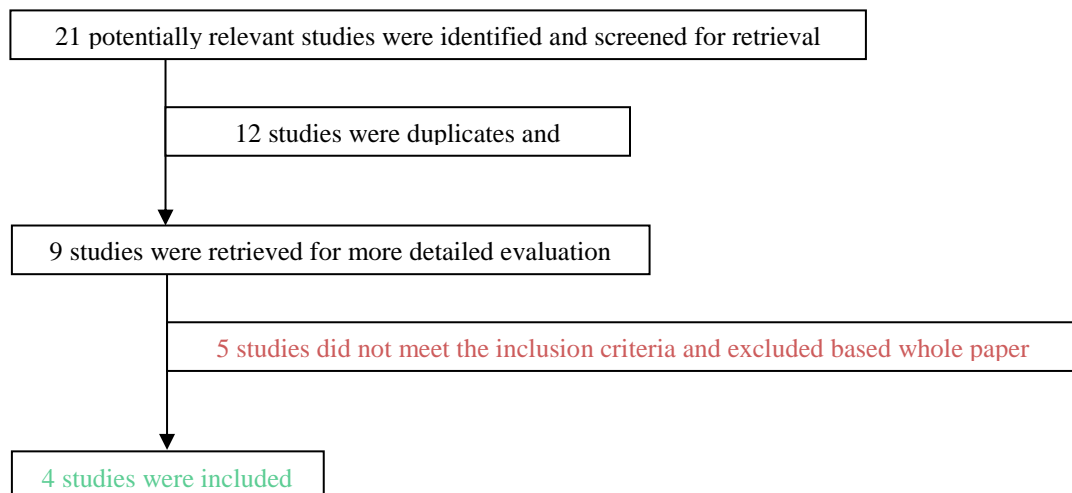 21 potentially relevant studies were identified and screened for retrieval
12 studies were duplicates and
9 studies were retrieved for more detailed evaluation
5 studies did not meet the inclusion criteria and excluded based whole paper
4 studies were included